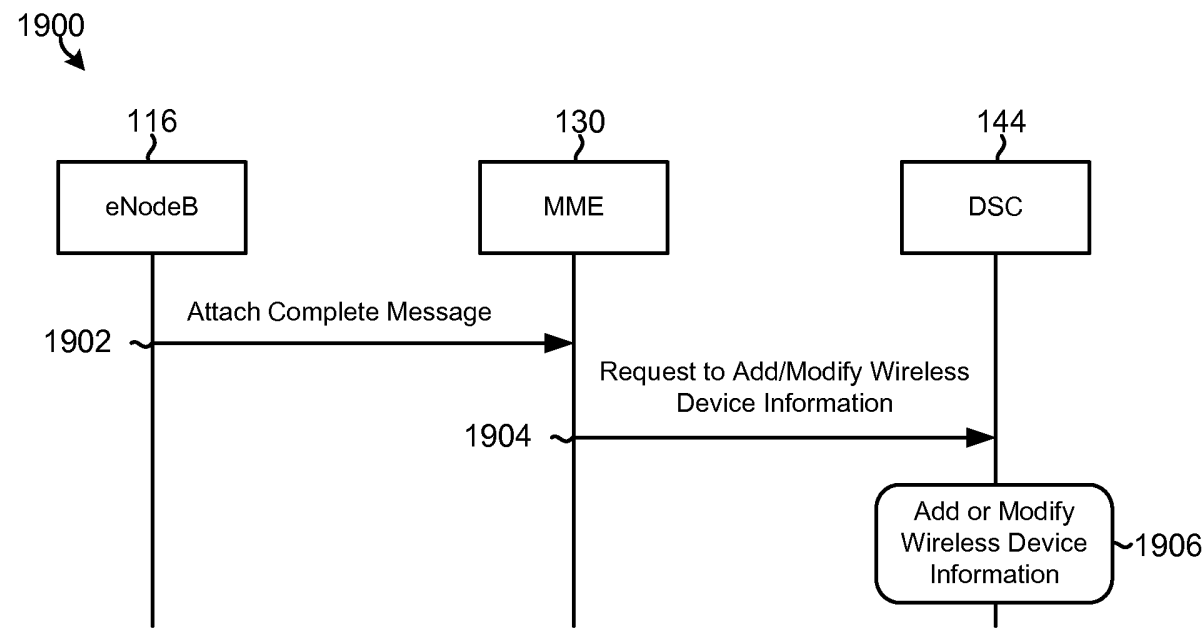 1900
116
130
144
eNodeB
MME
DSC
Attach Complete Message
1902
Request to Add/Modify Wireless
Device Information
1904
Add or Modify
Wireless Device
Information
1906